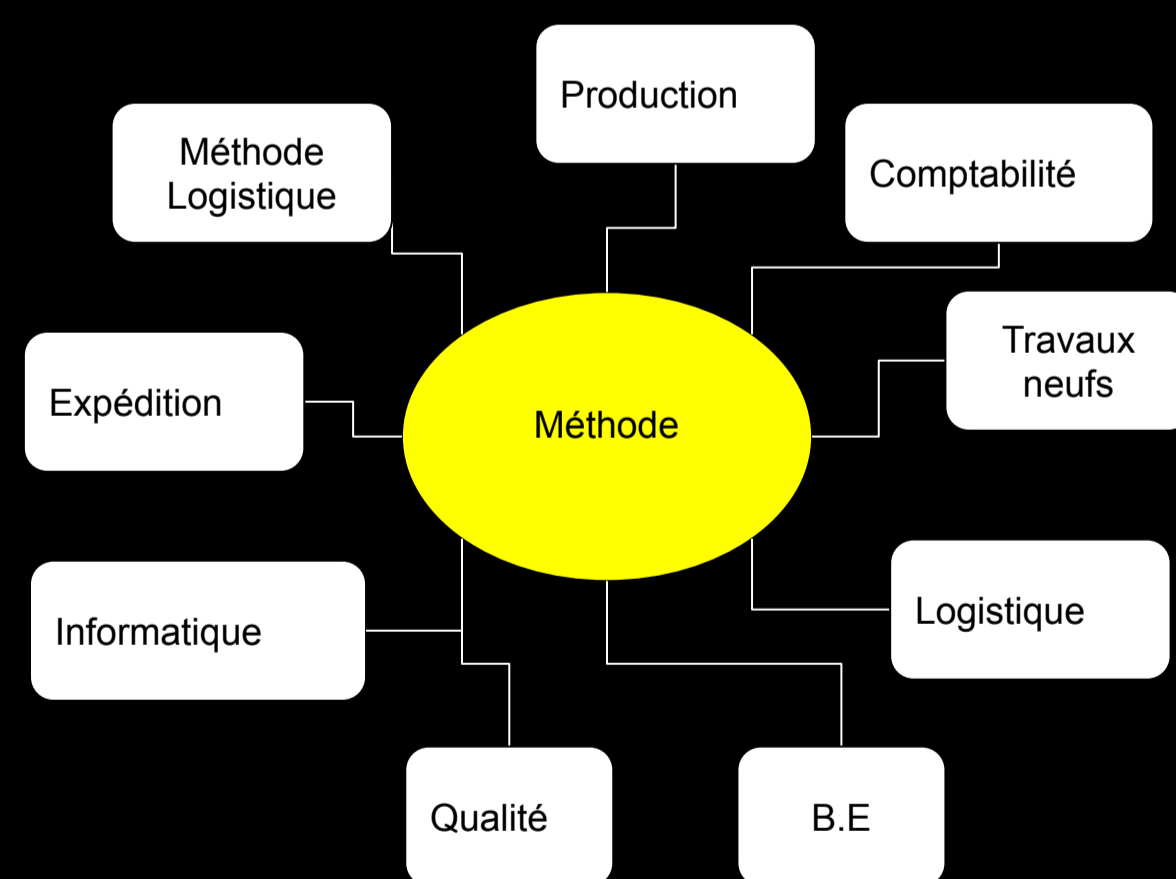 Production
Méthode
Logistique
Comptabilité
Travaux
neufs
Expédition
Méthode
Logistique
Informatique
Qualité
B.E